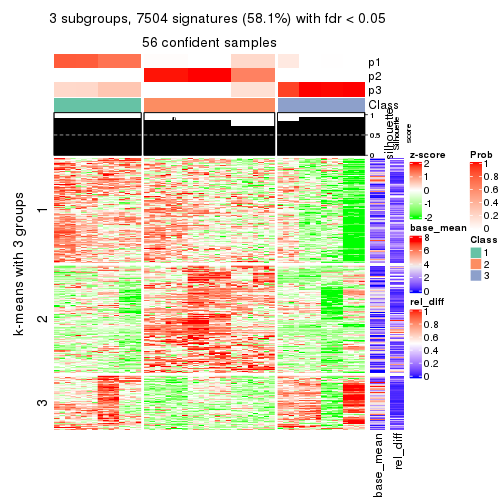 3 subgroups, 7504 signatures (58.1%) with fdr < 0.05
56 confident samples
p1
p2
p3
Class
1
0.5
0
silhouette
Silhouette
score
k-means with 3 groups
1
2
3
base_mean
rel_diff
z-score
2
1
0
-1
-2
base_mean
8
6
4
2
0
rel_diff
1
0.8
0.6
0.4
0.2
0
Prob
1
0.8
0.6
0.4
0.2
0
Class
1
2
3